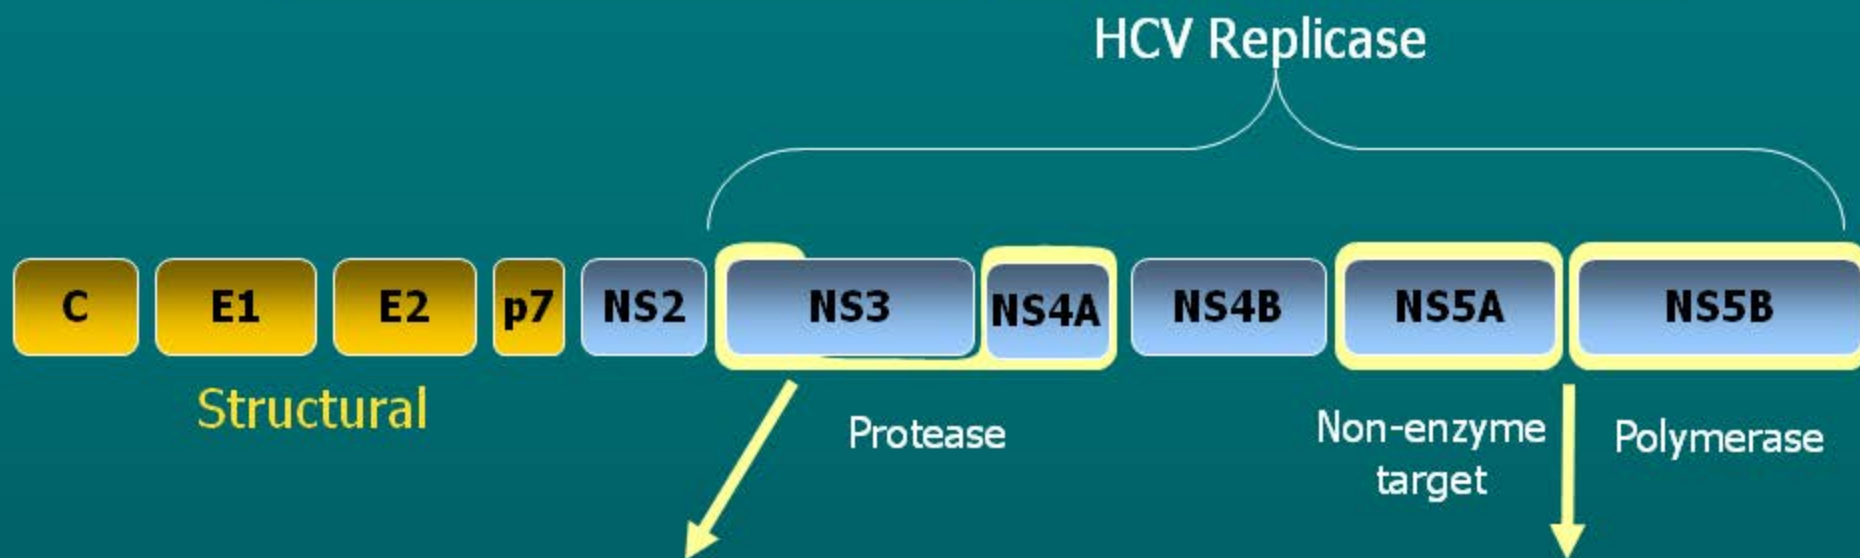 HCV Replicase
C E1 E2 p7 NS2 NS3 NS4A NS4B NS5A NS5B
Structural
Protease
Non-enzyme
target
Polymerase